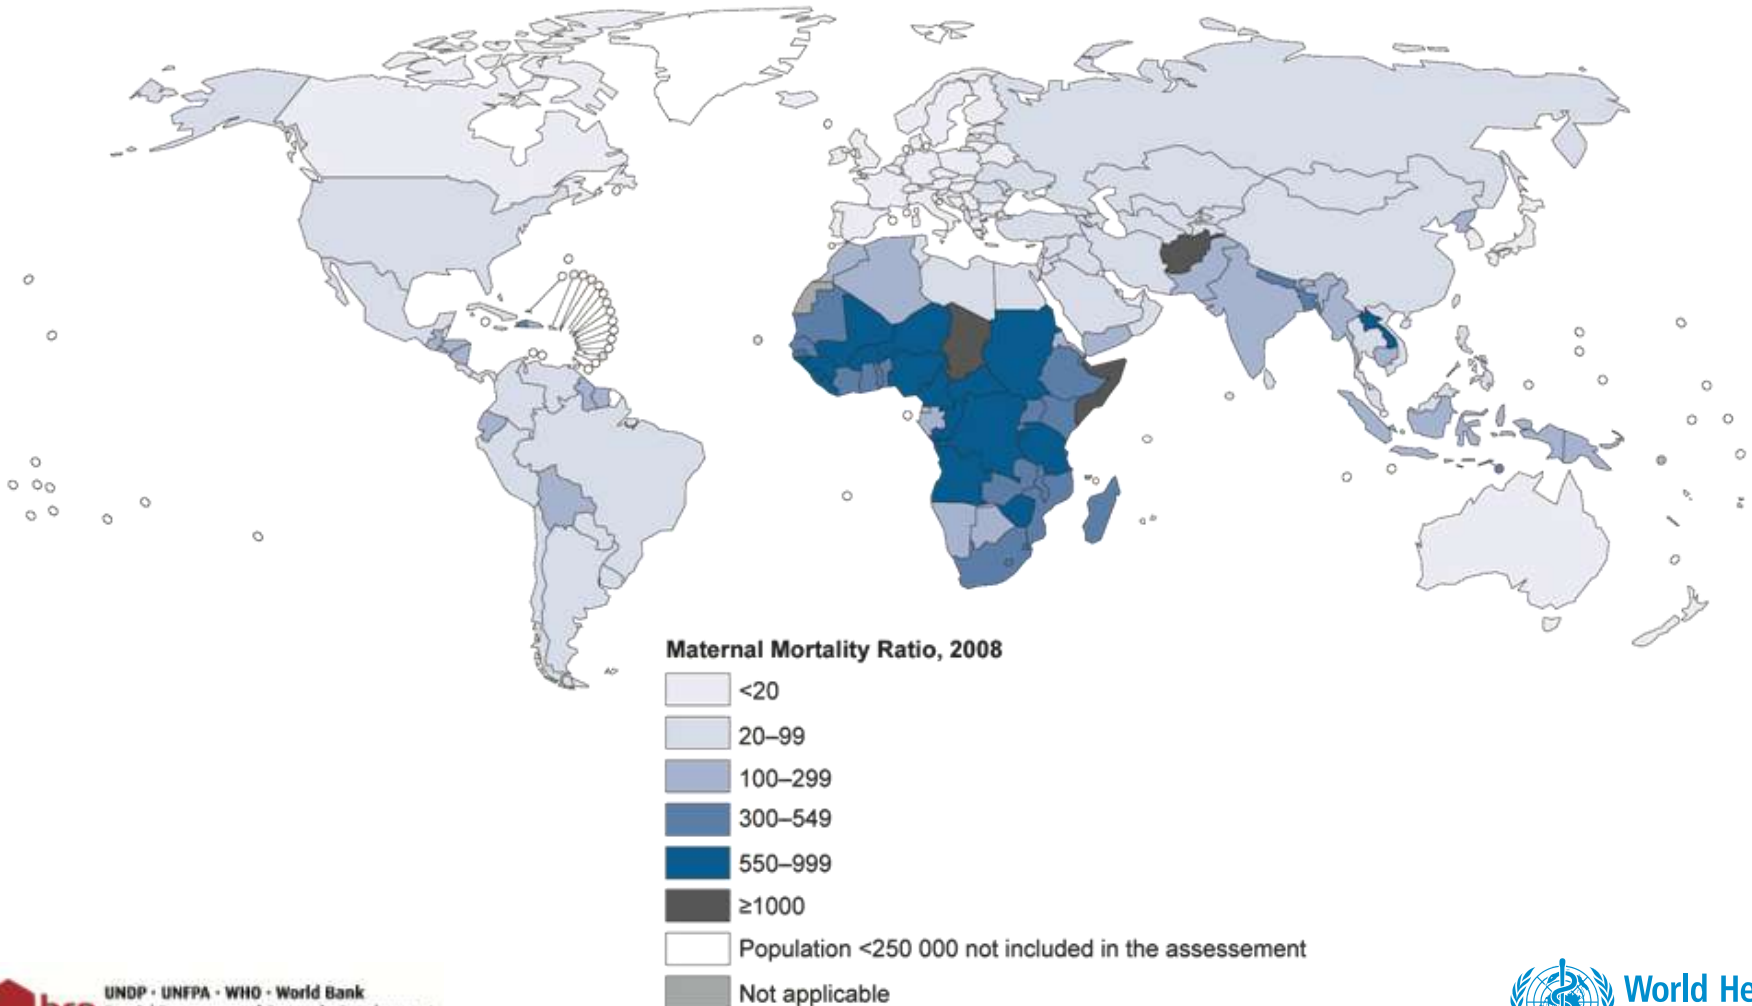 Maternal Mortality Ratio, 2008
<20
20–99
100–299
300–549
550–999
≥1000
Population <250 000 not included in the assessement
Not applicable
UNDP · UNFPA · WHO · World Bank
hrp
World He